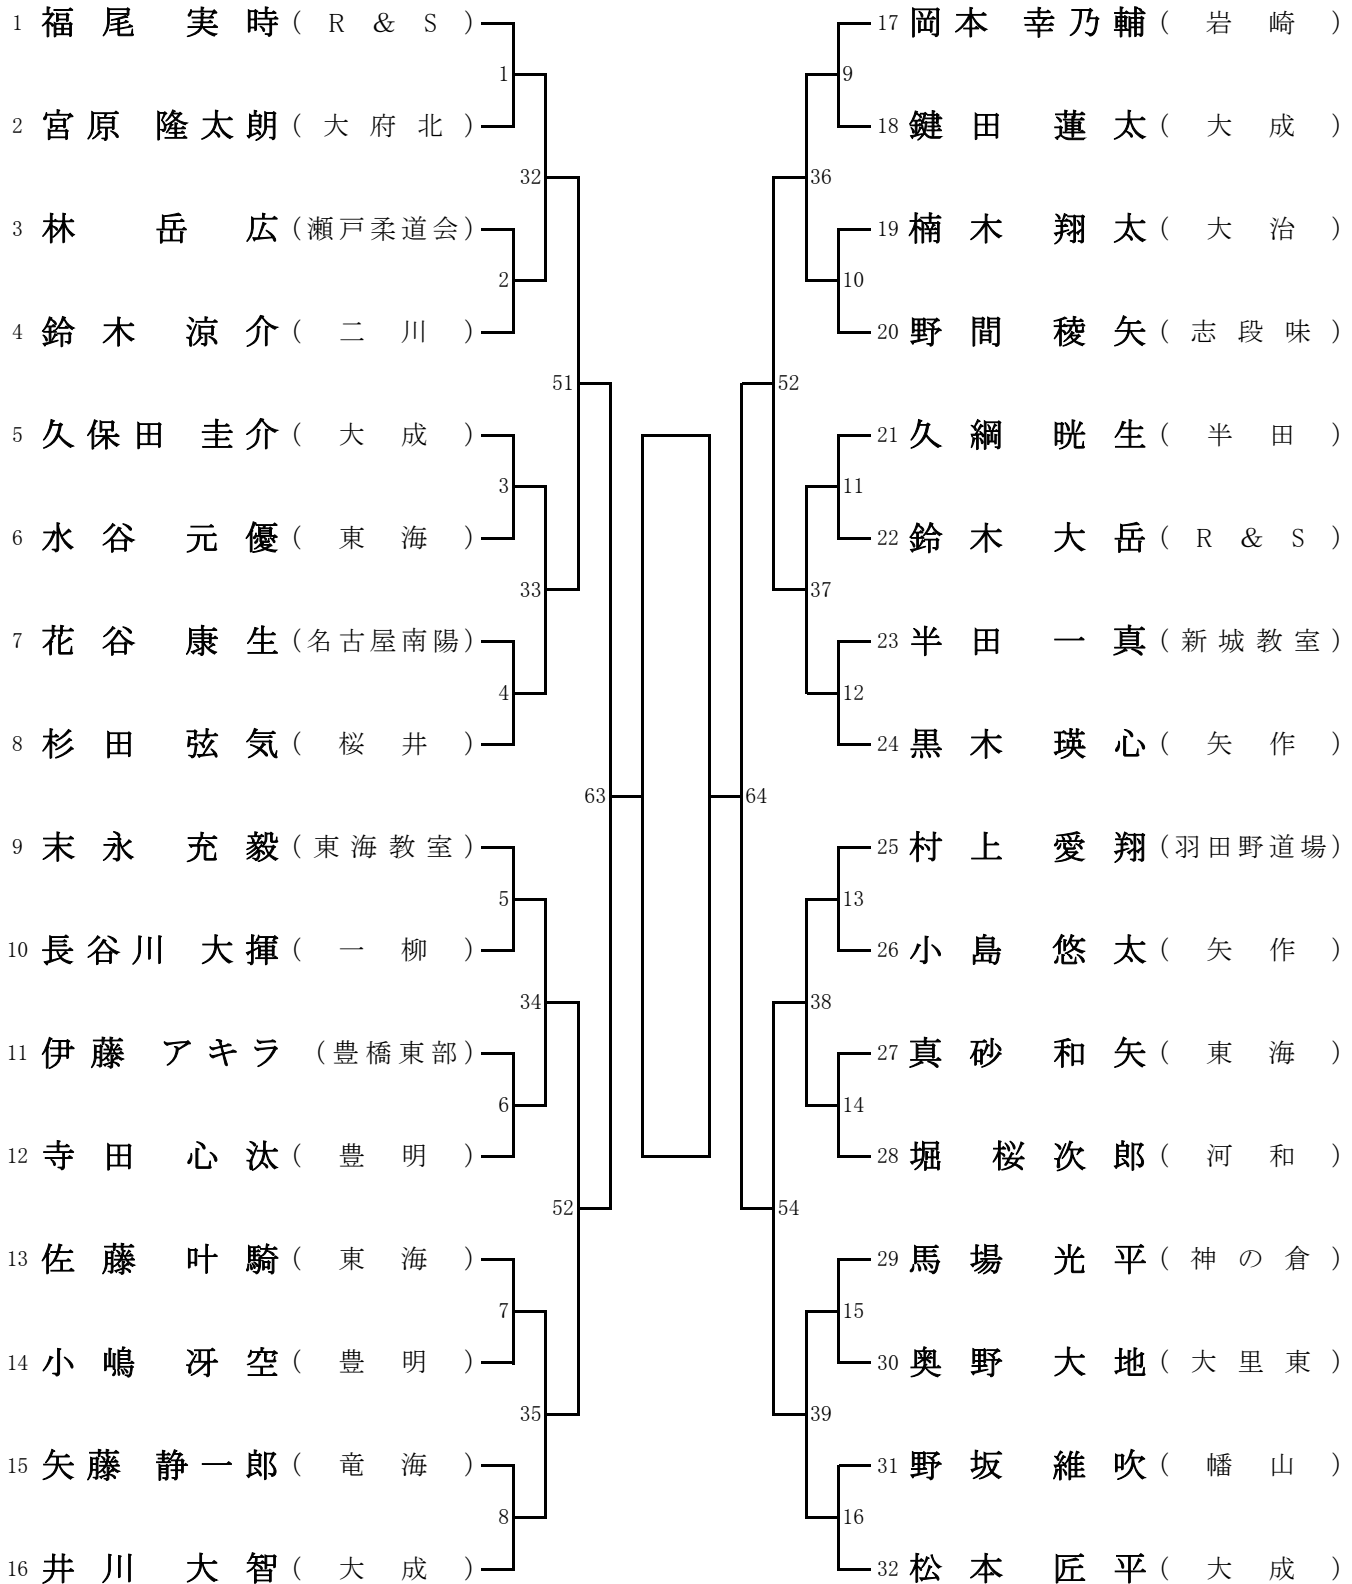 1 福尾 実時 (R & S)
1
2 宮原 隆太朗 (大府北)
32
3 林 岳広 (瀬戸柔道会)
2
4 鈴木 涼介 (二川)
51
5 久保田 圭介 (大成)
3
6 水谷 元優 (東海)
33
7 花谷 康生 (名古屋南陽)
4
8 杉田 弦気 (桜井)
63
9 末永 充毅 (東海教室)
5
10 長谷川 大揮 (一柳)
34
11 伊藤 アキラ (豊橋東部)
6
12 寺田 心汰 (豊明)
52
13 佐藤 叶騎 (東海)
7
14 小嶋 冴空 (豊明)
35
15 矢藤 静一郎 (竜海)
8
16 井川 大智 (大成)
17 岡本 幸乃輔 (岩崎)
9
18 鍵田 蓮太 (大成)
36
19 楠木 翔太 (大治)
10
20 野間 稜矢 (志段味)
52
21 久綱 晄生 (半田)
11
22 鈴木 大岳 (R & S)
37
23 半田 一真 (新城教室)
12
24 黒木 瑛心 (矢作)
64
25 村上 愛翔 (羽田野道場)
13
26 小島 悠太 (矢作)
38
27 真砂 和矢 (東海)
14
28 堀 桜次郎 (河和)
54
29 馬場 光平 (神の倉)
15
30 奥野 大地 (大里東)
39
31 野坂 維吹 (幡山)
16
32 松本 匠平 (大成)